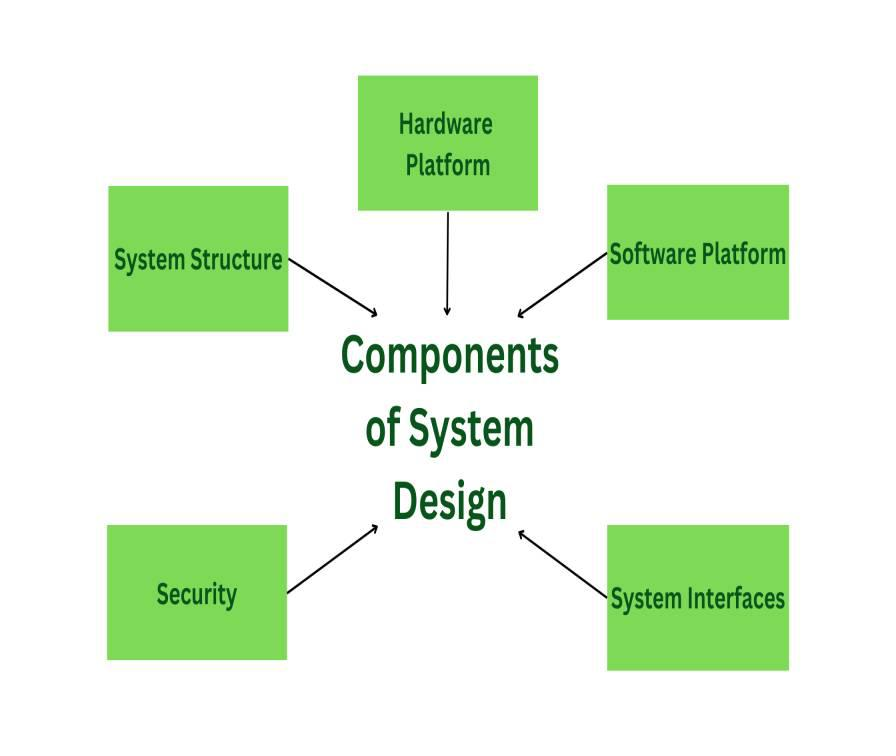 Hardware
Platform
System Structure
Software Platform
Components
of System
Design
Security
System Interfaces